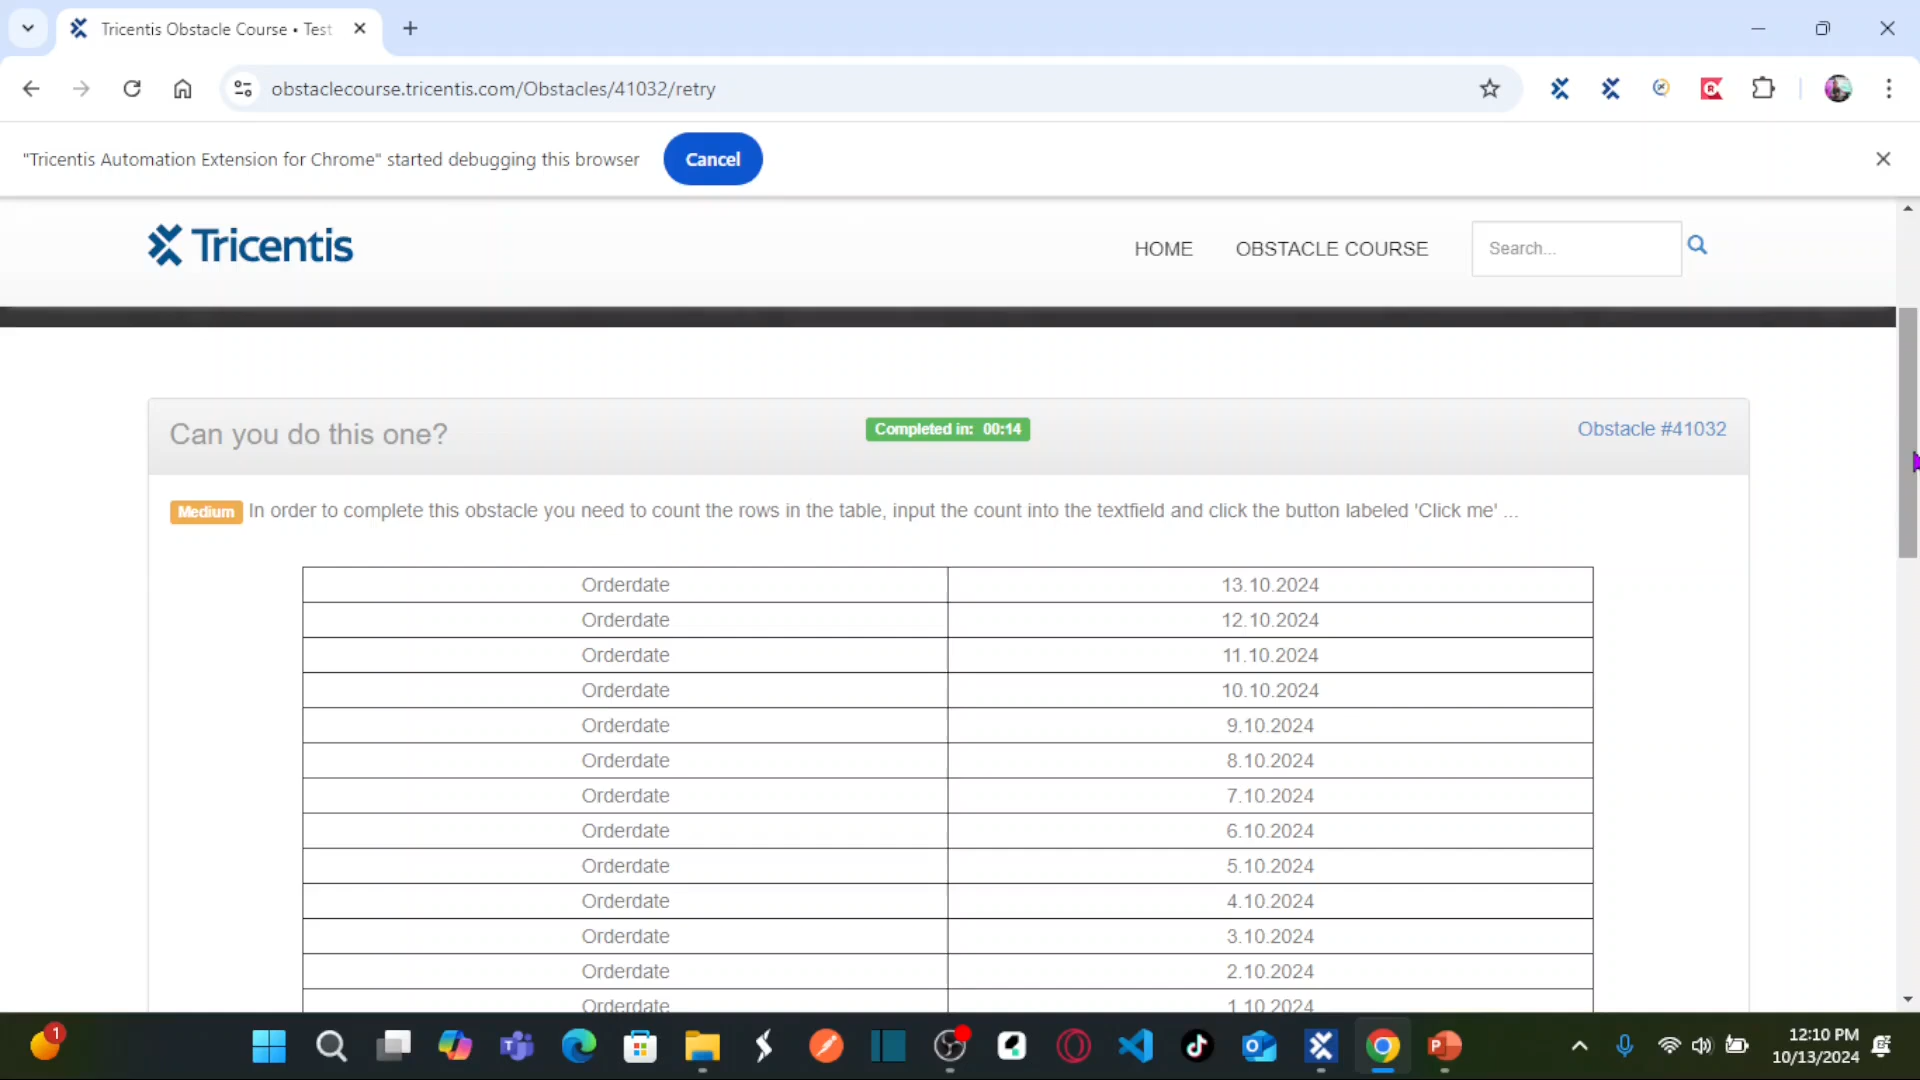 Tricentis Obstacle Course • Test
obstaclecourse.tricentis.com/Obstacles/41032/retry
"Tricentis Automation Extension for Chrome" started debugging this browser
Cancel
Tricentis
HOME
OBSTACLE COURSE
Search...
Can you do this one?
Completed in: 00:14
Obstacle #41032
Medium In order to complete this obstacle you need to count the rows in the table, input the count into the textfield and click the button labeled 'Click me' ...
Orderdate 13.10.2024
Orderdate 12.10.2024
Orderdate 11.10.2024
Orderdate 10.10.2024
Orderdate 9.10.2024
Orderdate 8.10.2024
Orderdate 7.10.2024
Orderdate 6.10.2024
Orderdate 5.10.2024
Orderdate 4.10.2024
Orderdate 3.10.2024
Orderdate 2.10.2024
Orderdate 1.10.2024
1
12:10 PM
10/13/2024